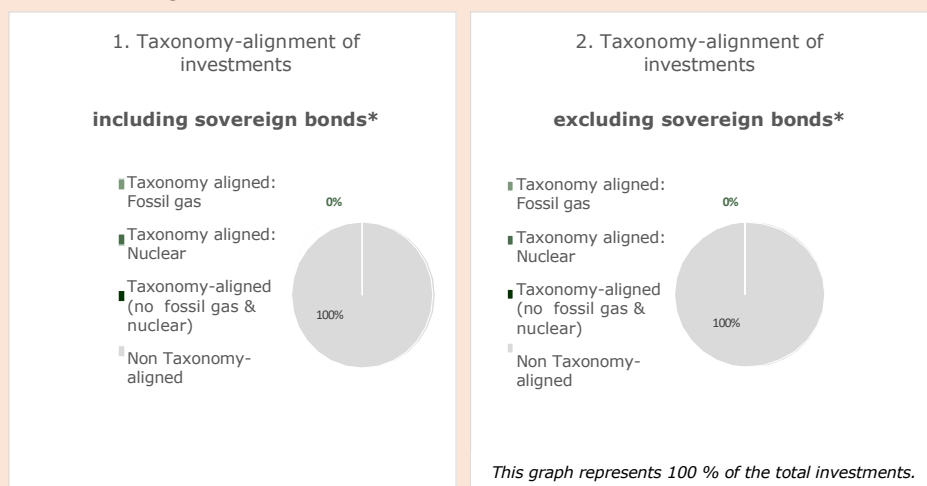 1. Taxonomy-alignment of
investments
including sovereign bonds*
Taxonomy aligned:
Fossil gas
Taxonomy aligned:
Nuclear
Taxonomy-aligned
(no fossil gas &
nuclear)
Non Taxonomy-
aligned
0%
100%
2. Taxonomy-alignment of
investments
excluding sovereign bonds*
Taxonomy aligned:
Fossil gas
Taxonomy aligned:
Nuclear
Taxonomy-aligned
(no fossil gas &
nuclear)
Non Taxonomy-
aligned
0%
100%
This graph represents 100 % of the total investments.